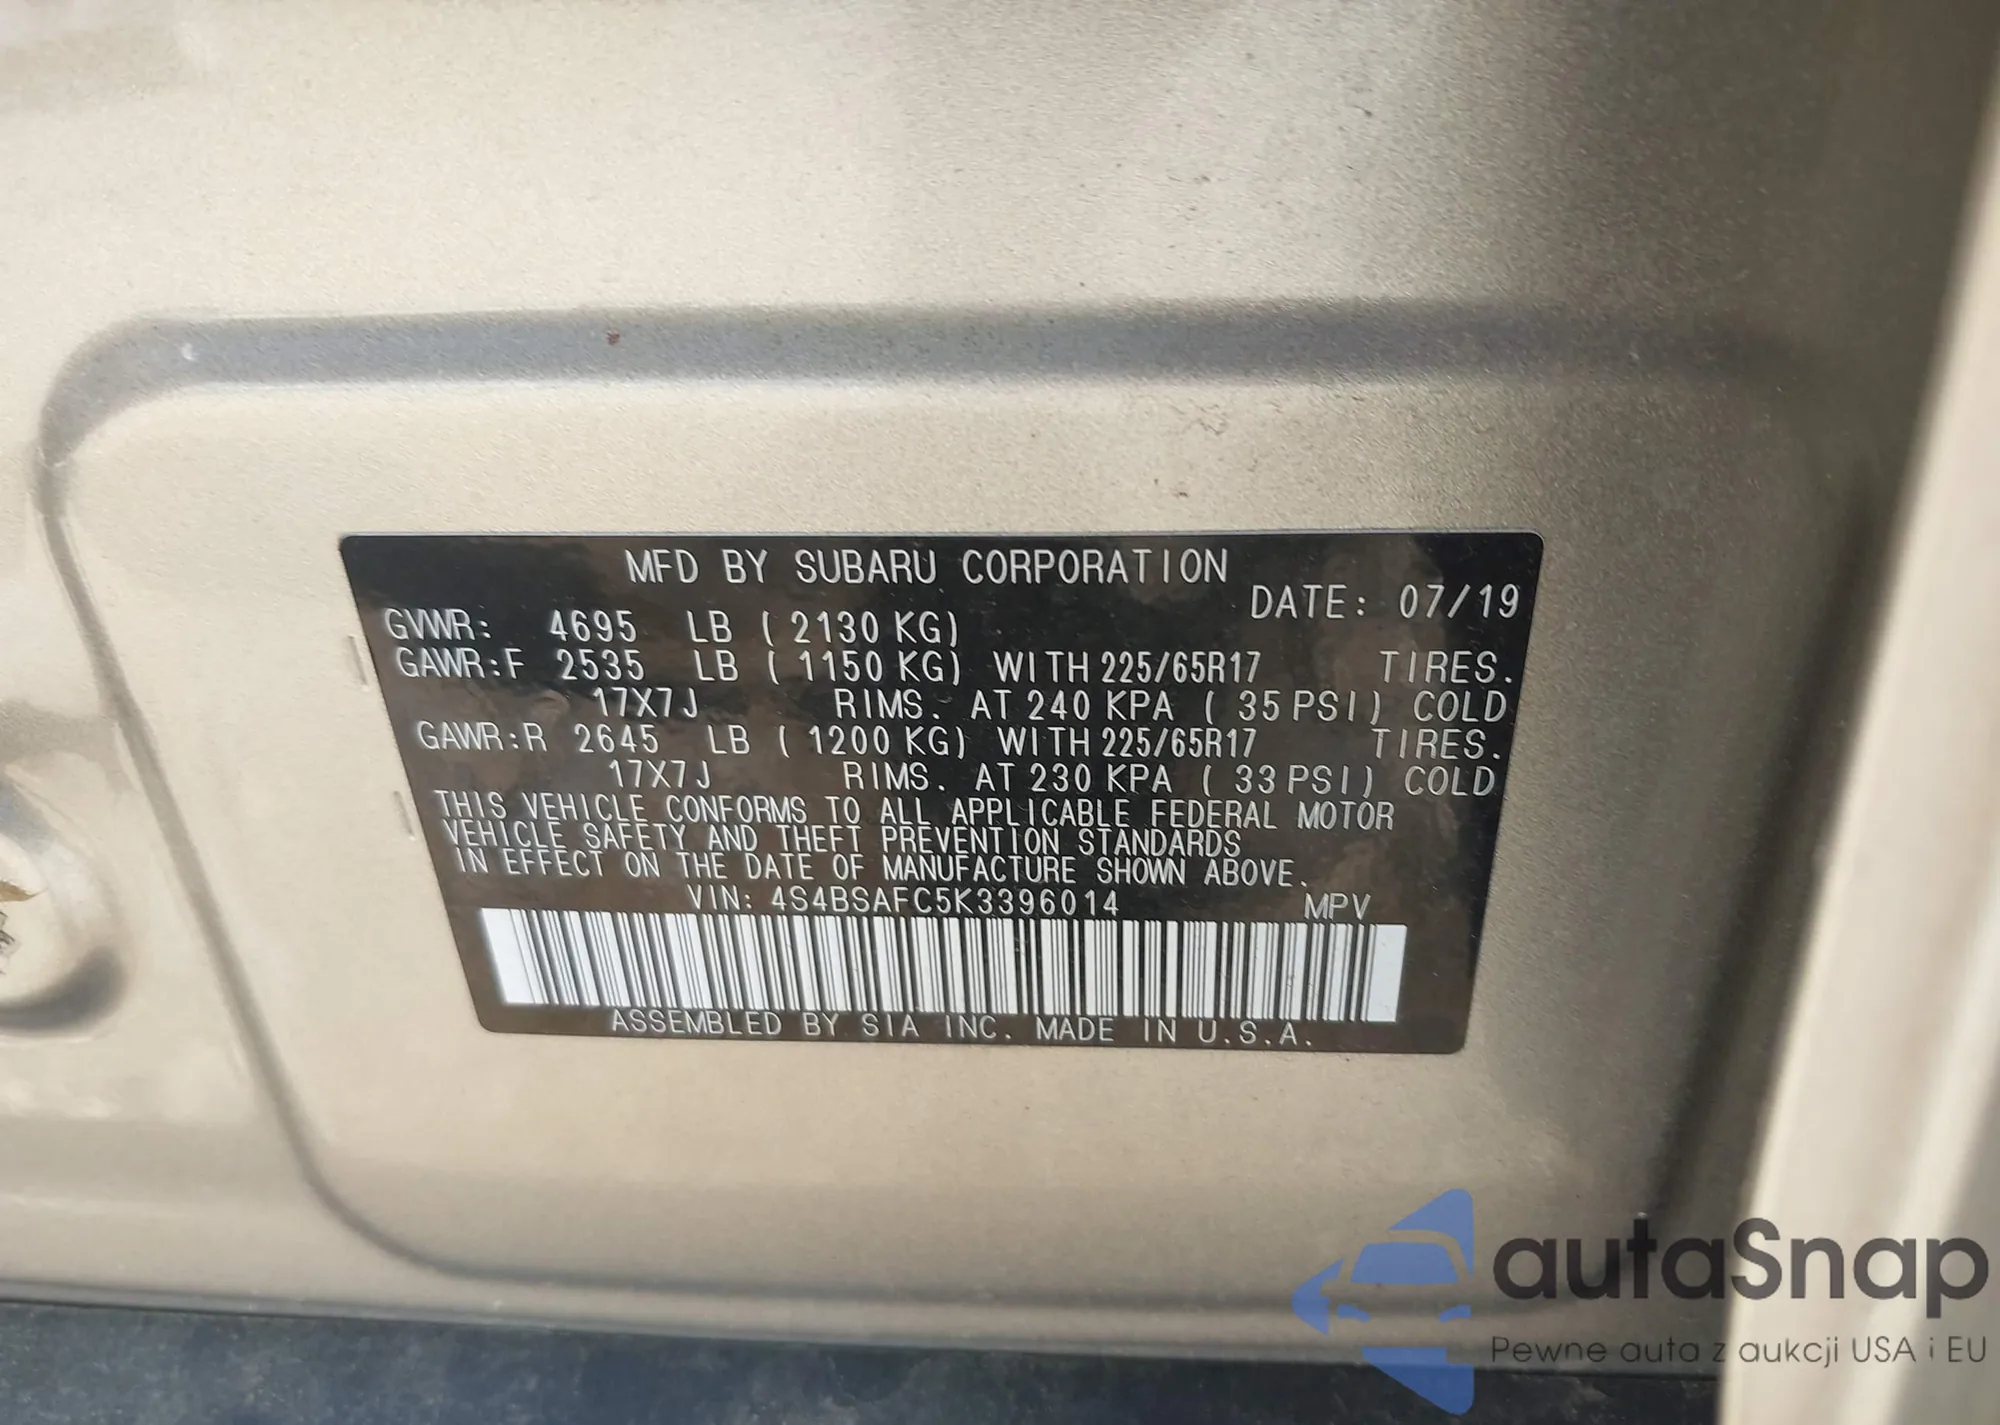 MFD BY SUBARU CORPORATION
DATE: 07/19
GVWR: 4695 LB ( 2130 KG)
GAWR:F 2535 LB ( 1150 KG) WITH 225/65R17 TIRES.
17X7J RIMS. AT 240 KPA ( 35 PSI) COLD
GAWR:R 2645 LB ( 1200 KG) WITH 225/65R17 TIRES.
17X7J RIMS. AT 230 KPA ( 33 PSI) COLD
THIS VEHICLE CONFORMS TO ALL APPLICABLE FEDERAL MOTOR
VEHICLE SAFETY AND THEFT PREVENTION STANDARDS
IN EFFECT ON THE DATE OF MANUFACTURE SHOWN ABOVE.
VIN: 4S4BSAFC5K3396014 MPV
ASSEMBLED BY SIA INC. MADE IN U.S.A.
autaSnap
Pewne auta z aukcji USA i EU